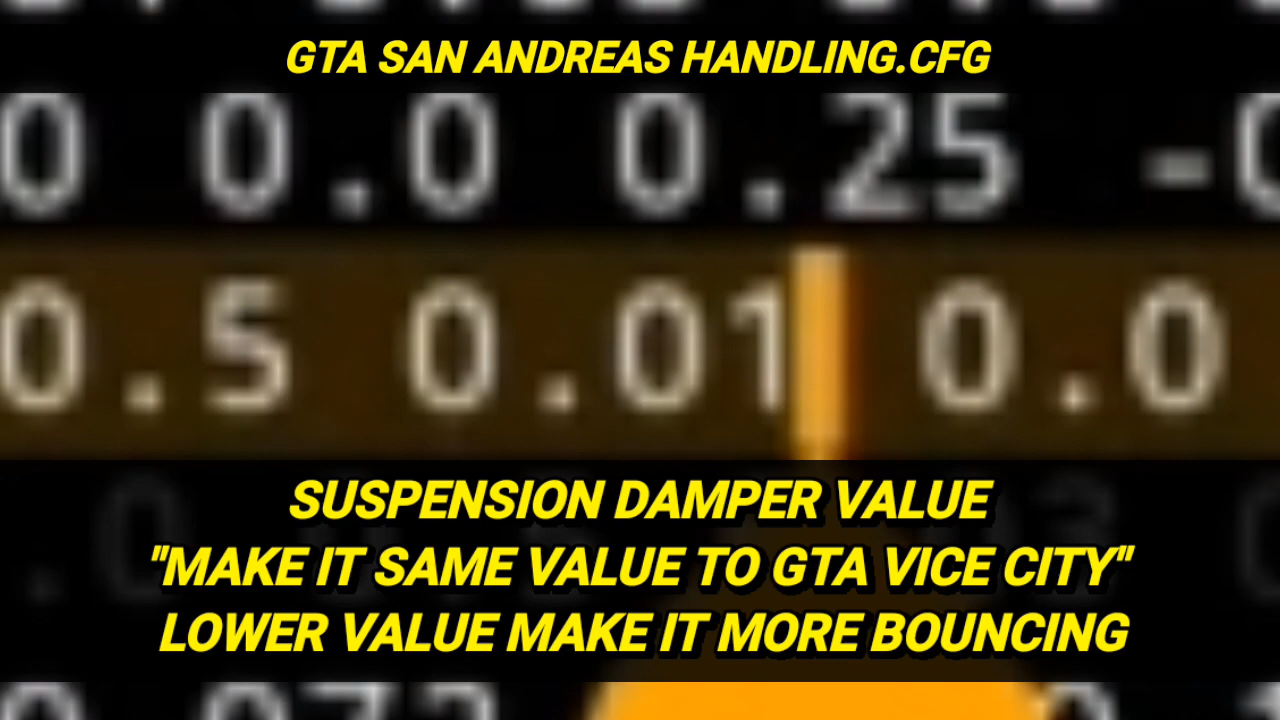 GTA SAN ANDREAS HANDLING.CFG
0 0.0 0.25 -0
0.5 0.01 0.0
SUSPENSION DAMPER VALUE
"MAKE IT SAME VALUE TO GTA VICE CITY"
LOWER VALUE MAKE IT MORE BOUNCING